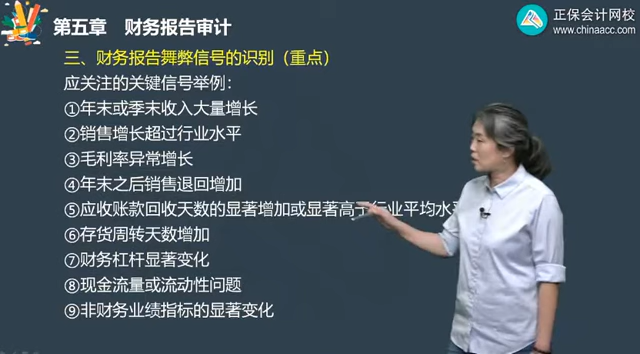 第五章 财务报告审计
正保会计网校
www.chinaacc.com
三、财务报告舞弊信号的识别（重点）
应关注的关键信号举例：
①年末或季末收入大量增长
②销售增长超过行业水平
③毛利率异常增长
④年末之后销售退回增加
⑤应收账款回收天数的显著增加或显著高于行业平均水平
⑥存货周转天数增加
⑦财务杠杆显著变化
⑧现金流量或流动性问题
⑨非财务业绩指标的显著变化